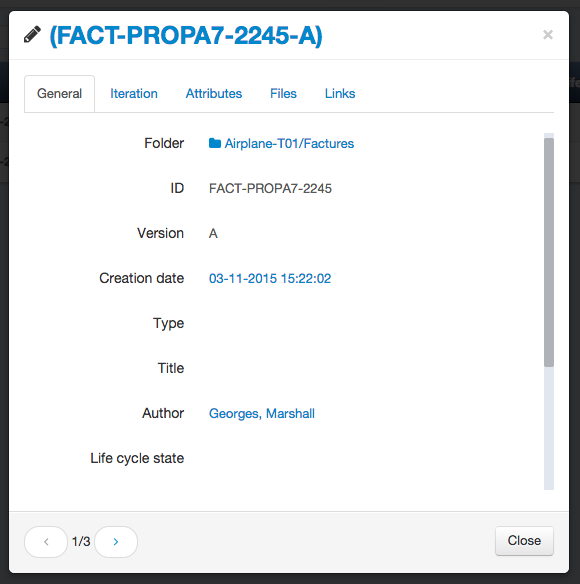 (FACT-PROPA7-2245-A)
×
General Iteration Attributes Files Links
Folder Airplane-T01/Factures
ID FACT-PROPA7-2245
Version A
Creation date 03-11-2015 15:22:02
Type
Title
Author Georges, Marshall
Life cycle state
< 1/3 > Close